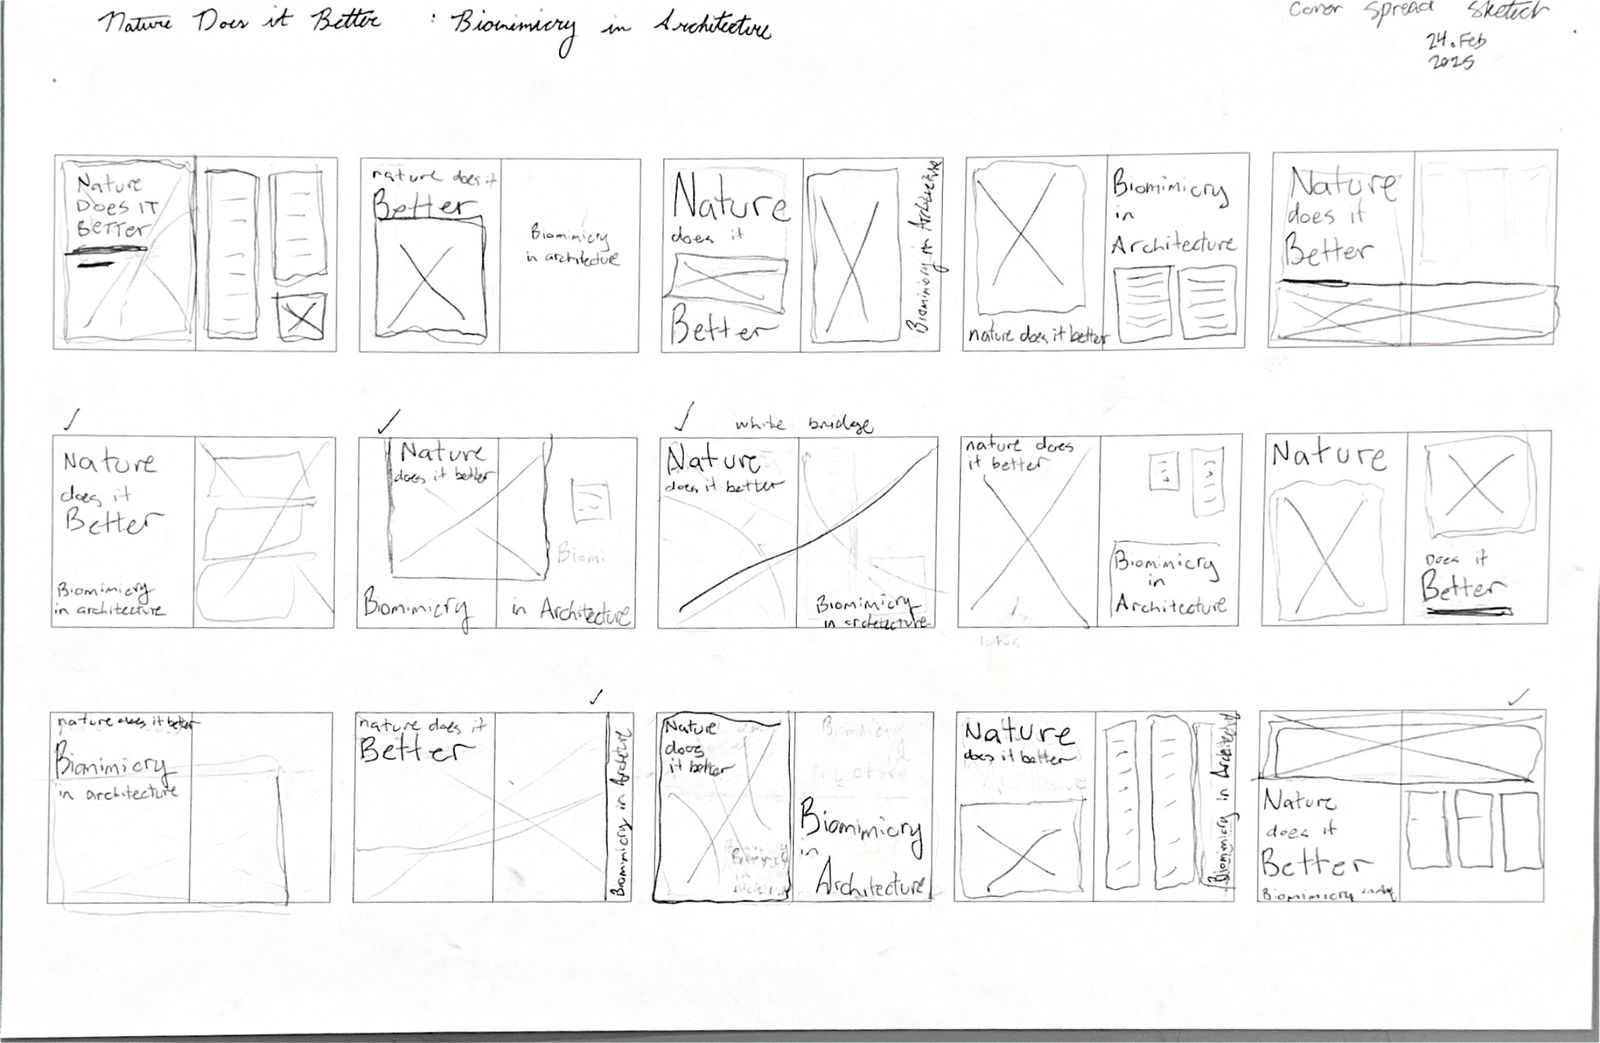 Nature Does it Better : Biomimicry in Architecture
Cover Spread Sketch
24.Feb
2025
Nature
Does IT
Better
nature does it
Better
Biomimicry
in architecture
Nature
does it
Better
Biomimicry in Architecture
nature does it better
Biomimicry
in
Architecture
Nature
does it
Better
Nature
does it
Better
Biomimicry
in architecture
Nature
does it better
Biomi
Biomimicry in Architecture
white bridge
Nature
does it better
Biomimicry
in architecture
nature does
it better
Biomimicry
in
Architecture
lotus
Nature
Does it
Better
nature does it better
Biomimicry
in architecture
nature does it
Better
Biomimicry in Architecture
Nature
does
it better
Biomimicry
in
Architecture
Nature
does it better
Biomimicry in Architecture
Nature
does it
Better
Biomimicry